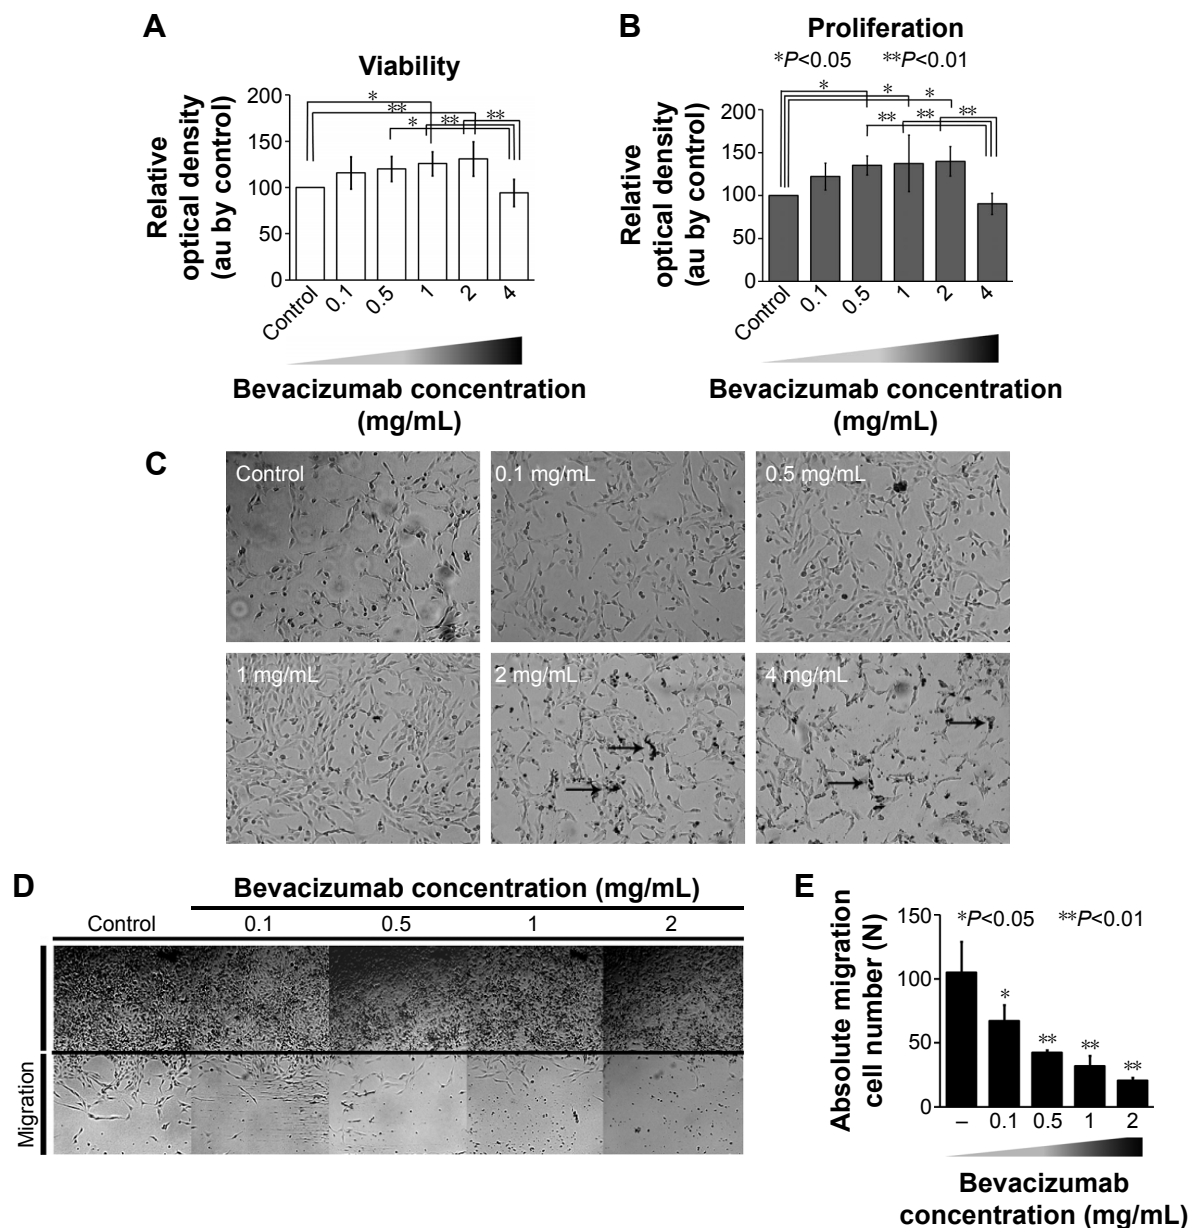 A
Viability
Relative
optical density
(au by control)
200
150
100
50
0
*
**
*
**
**
Control
0.1
0.5
1
2
4
Bevacizumab concentration
(mg/mL)
B
Proliferation
*P<0.05 **P<0.01
Relative
optical density
(au by control)
200
150
100
50
0
*
*
*
**
**
**
Control
0.1
0.5
1
2
4
Bevacizumab concentration
(mg/mL)
C
Control
0.1 mg/mL
0.5 mg/mL
1 mg/mL
2 mg/mL
4 mg/mL
D
Bevacizumab concentration (mg/mL)
Control 0.1 0.5 1 2
Migration
E
Absolute migration
cell number (N)
*P<0.05 **P<0.01
150
100
50
0
*
**
**
**
– 0.1 0.5 1 2
Bevacizumab
concentration (mg/mL)